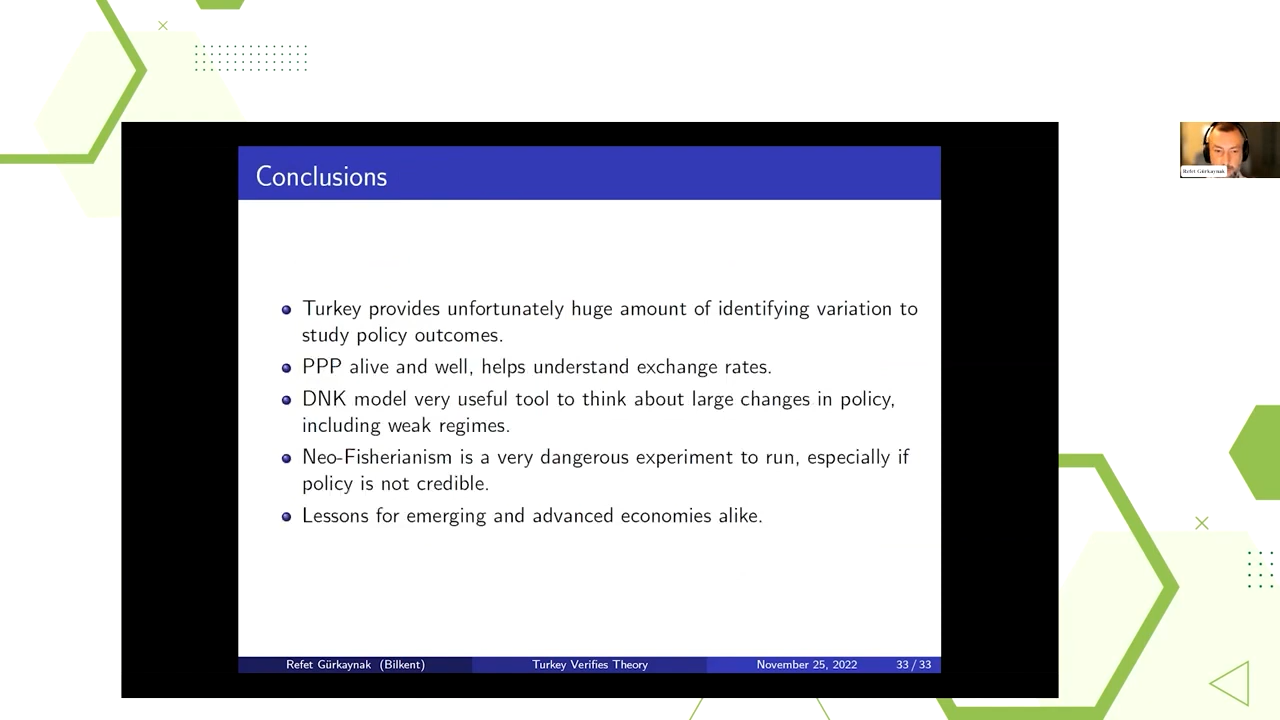 Conclusions
Turkey provides unfortunately huge amount of identifying variation to
study policy outcomes.
PPP alive and well, helps understand exchange rates.
DNK model very useful tool to think about large changes in policy,
including weak regimes.
Neo-Fisherianism is a very dangerous experiment to run, especially if
policy is not credible.
Lessons for emerging and advanced economies alike.
Refet Gürkaynak (Bilkent) Turkey Verifies Theory November 25, 2022 33 / 33
Refet Gürkaynak